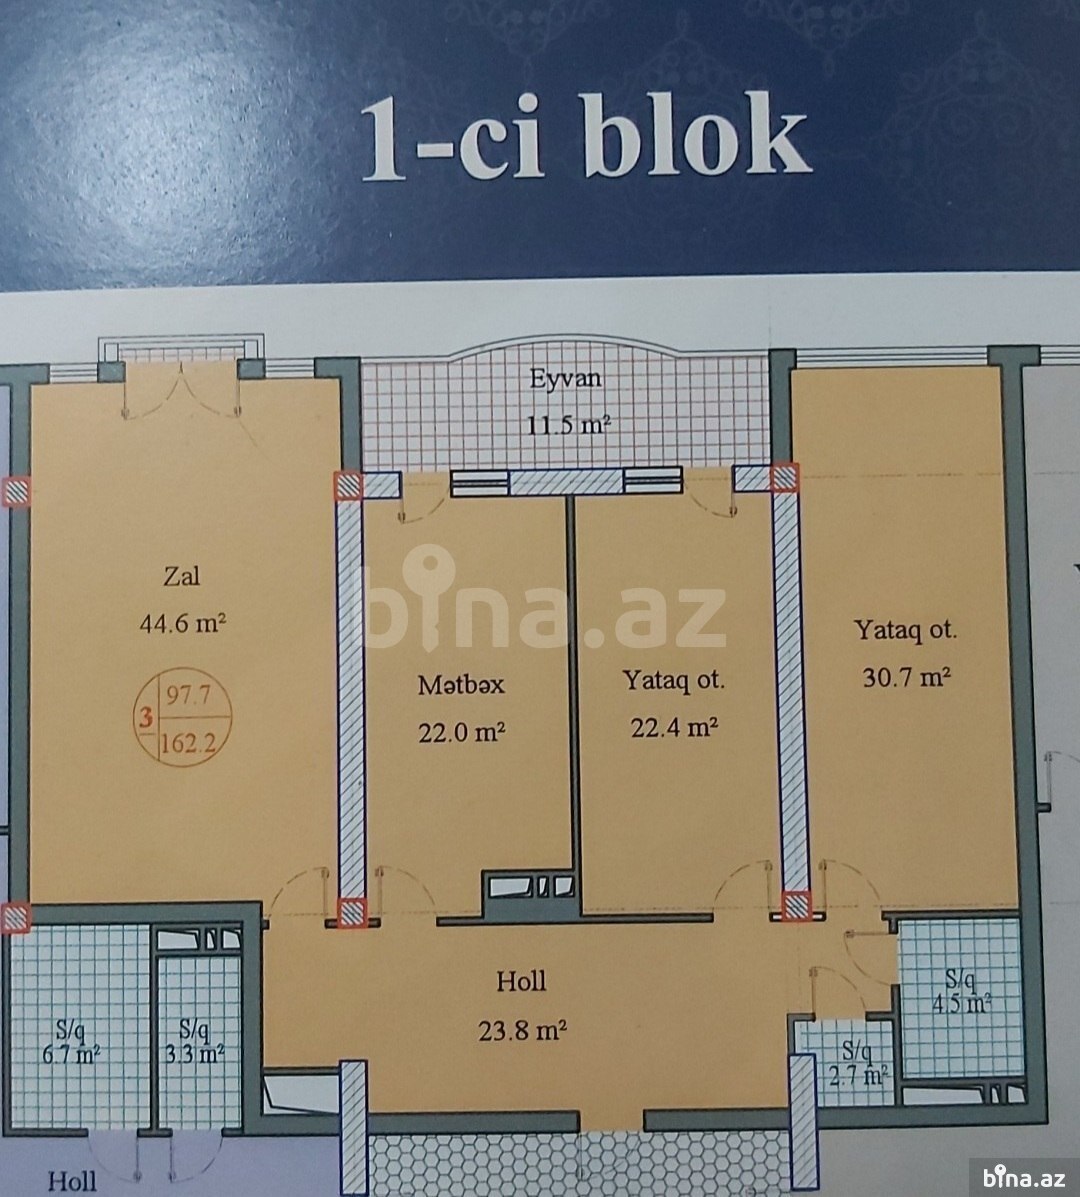 1-ci blok
Eyvan
11.5 m²
Zal
44.6 m²
3
97.7
162.2
bina.az
Mətbəx
22.0 m²
Yataq ot.
22.4 m²
Yataq ot.
30.7 m²
Holl
23.8 m²
S/q
6.7 m²
S/q
3.3 m²
S/q
4.5 m²
S/q
2.7 m²
Holl
bina.az